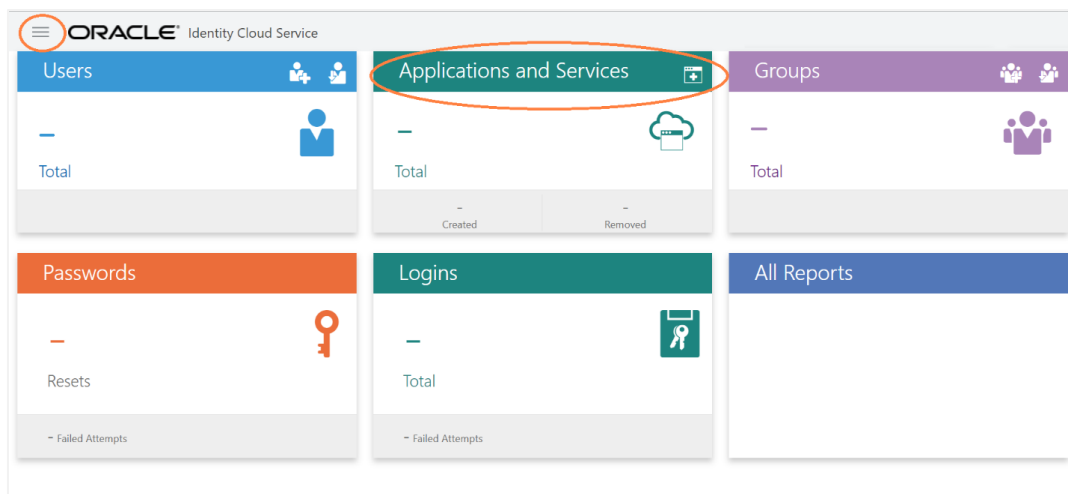 ORACLE® Identity Cloud Service
Users
Applications and Services
Groups
–
Total
–
Total
–
Total
–
Created
–
Removed
Passwords
Logins
All Reports
–
Resets
–
Total
- Failed Attempts
- Failed Attempts